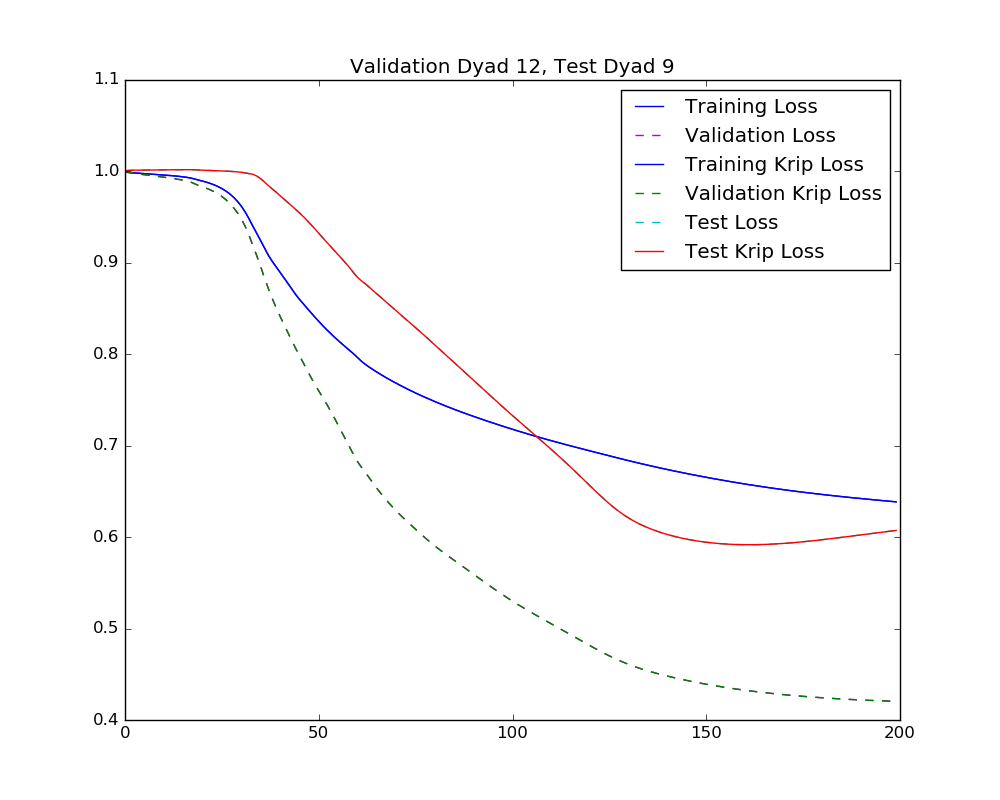 Validation Dyad 12, Test Dyad 9
1.1
1.0
0.9
0.8
0.7
0.6
0.5
0.4
0
50
100
150
200
Training Loss
Validation Loss
Training Krip Loss
Validation Krip Loss
Test Loss
Test Krip Loss